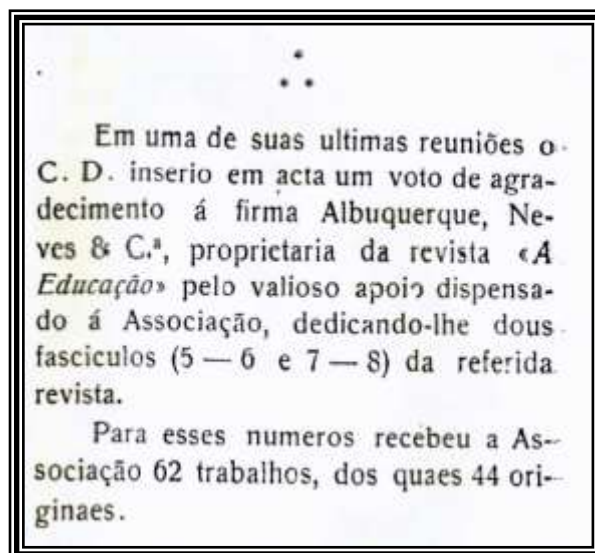 Em uma de suas ultimas reuniões o
C. D. inserio em acta um voto de agra-
decimento á firma Albuquerque, Ne-
ves & C.ª, proprietaria da revista «A
Educação» pelo valioso apoio dispensa-
do á Associação, dedicando-lhe dous
fasciculos (5 — 6 e 7 — 8) da referida
revista.
Para esses numeros recebeu a As-
sociação 62 trabalhos, dos quaes 44 ori-
ginaes.